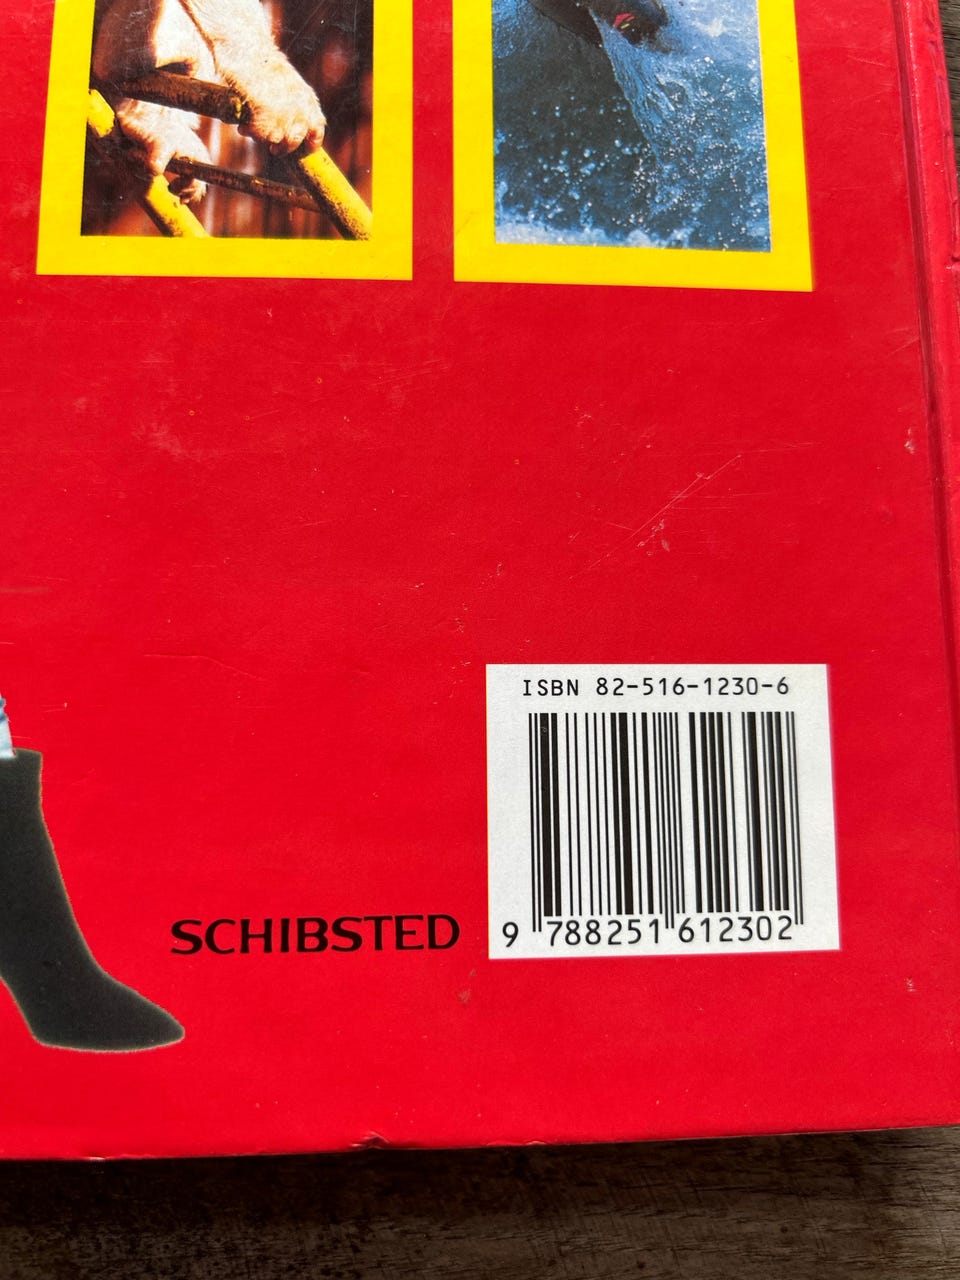 ISBN 82-516-1230-6
SCHIBSTED
9 788251 612302